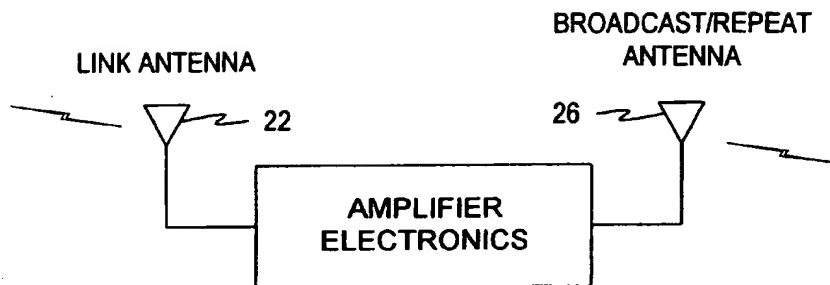 BROADCAST/REPEAT
ANTENNA
LINK ANTENNA
22
26
AMPLIFIER
ELECTRONICS